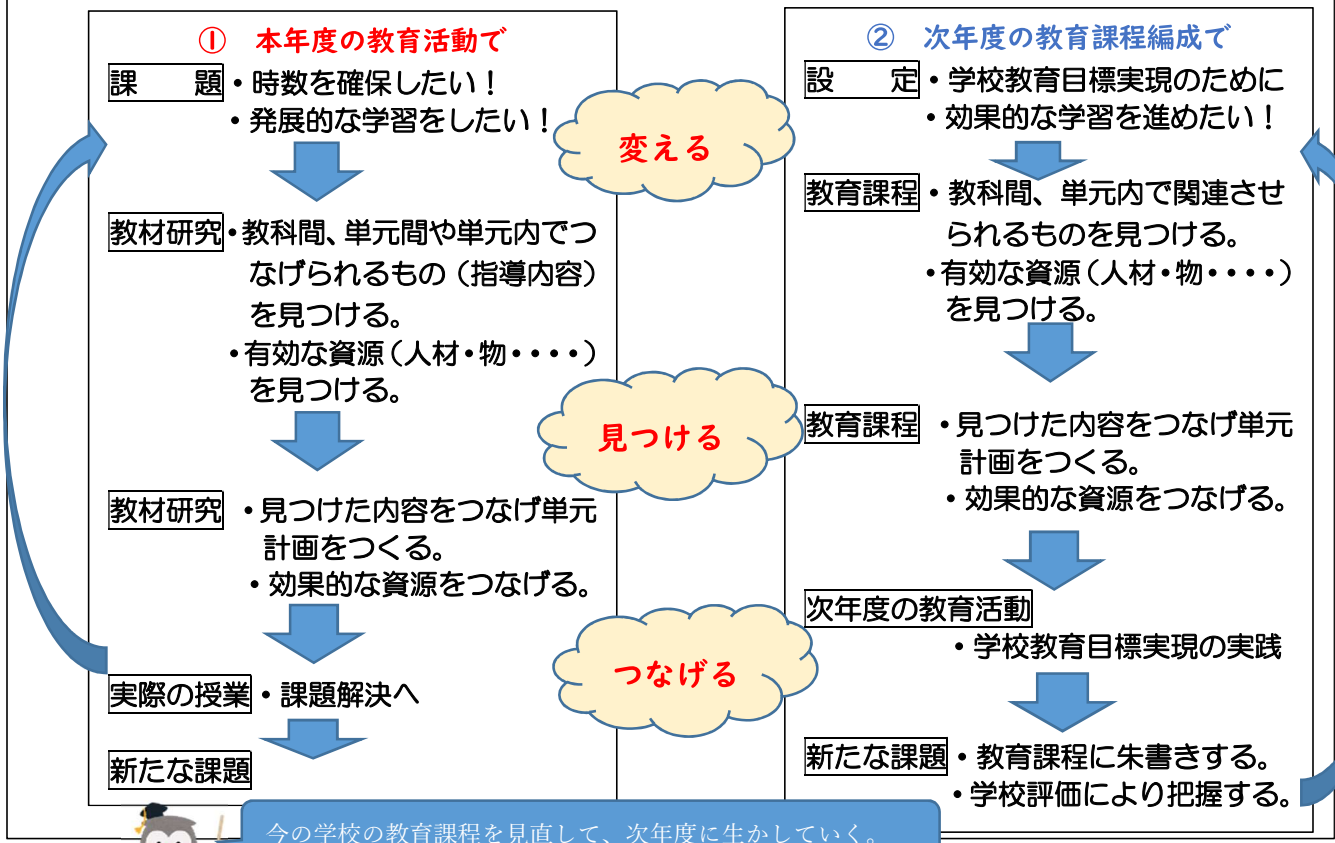 ① 本年度の教育活動で
課　題・時数を確保したい！
・発展的な学習をしたい！
教材研究・教科間、単元間や単元内でつ
なげられるもの（指導内容）
を見つける。
・有効な資源（人材・物・・・・）
を見つける。
教材研究 ・見つけた内容をつなげ単元
計画をつくる。
・効果的な資源をつなげる。
実際の授業・課題解決へ
新たな課題
変える
見つける
つなげる
② 次年度の教育課程編成で
設　定・学校教育目標実現のために
・効果的な学習を進めたい！
教育課程・教科間、単元内で関連させ
られるものを見つける。
・有効な資源（人材・物・・・・）
を見つける。
教育課程 ・見つけた内容をつなげ単元
計画をつくる。
・効果的な資源をつなげる。
次年度の教育活動
・学校教育目標実現の実践
新たな課題・教育課程に朱書きする。
・学校評価により把握する。
今の学校の教育課程を見直して、次年度に生かしていく。